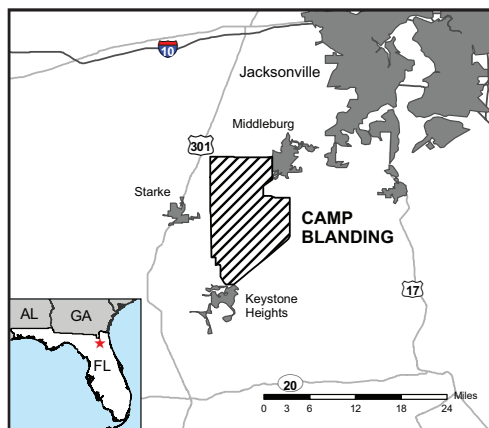 10
Jacksonville
Middleburg
301
Starke
CAMP
BLANDING
17
Keystone
Heights
AL
GA
FL
20
Miles
0 3 6 12 18 24